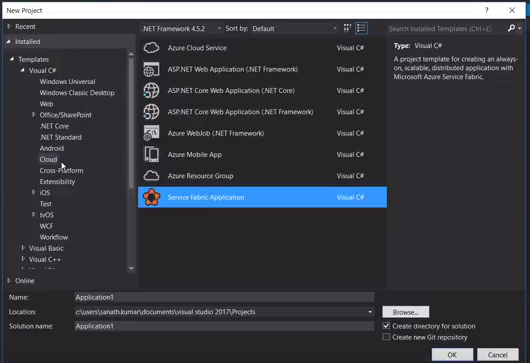 New Project
Recent
.NET Framework 4.5.2
Sort by: Default
Search Installed Templates (Ctrl+E)
Installed
Templates
Visual C#
Windows Universal
Windows Classic Desktop
Web
Office/SharePoint
.NET Core
.NET Standard
Android
Cloud
Cross-Platform
Extensibility
iOS
Test
tvOS
WCF
Workflow
Visual Basic
Visual C++
Online
Azure Cloud Service Visual C#
ASP.NET Web Application (.NET Framework) Visual C#
ASP.NET Core Web Application (.NET Core) Visual C#
ASP.NET Core Web Application (.NET Framework) Visual C#
Azure WebJob (.NET Framework) Visual C#
Azure Mobile App Visual C#
Azure Resource Group Visual C#
Service Fabric Application Visual C#
Type: Visual C#
A project template for creating an always-
on, scalable, distributed application with
Microsoft Azure Service Fabric.
Name: Application1
Location: c:\users\sanath.kumar\documents\visual studio 2017\Projects
Browse...
Solution name: Application1
Create directory for solution
Create new Git repository
OK
Cancel